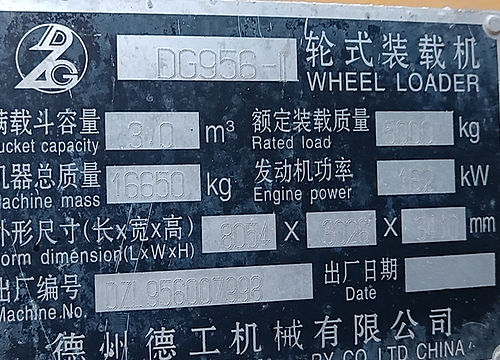 DZG
DG956-I 轮式装载机
WHEEL LOADER
满载斗容量 3.0 m³ 额定装载质量 kg
ucket capacity Rated load
机器总质量 16650 kg 发动机功率 kW
Machine mass Engine power
外形尺寸(长x宽x高) 8054 X X mm
orm dimension(LxWxH)
出厂编号 DZL956007998 出厂日期
Machine.No. Date
德州德工机械有限公司
CO.,LTD,CHINA